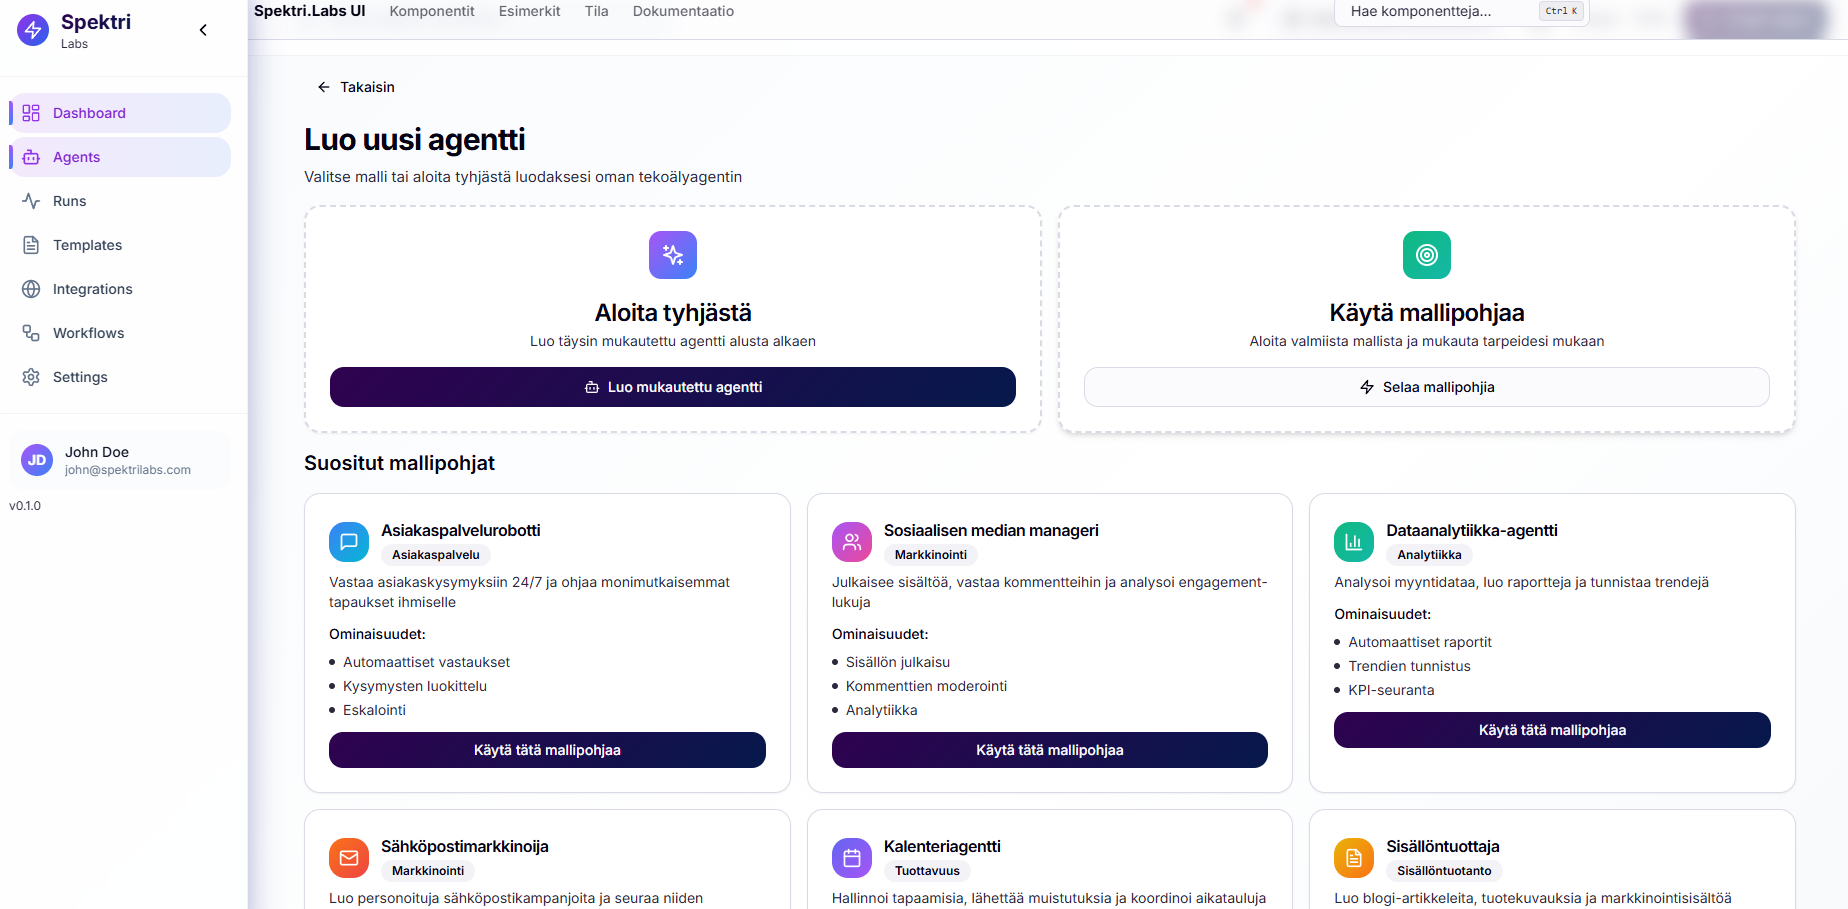 Spektri
Labs
Dashboard
Agents
Runs
Templates
Integrations
Workflows
Settings
JD
John Doe
john@spektrilabs.com
v0.1.0
Spektri.Labs UI
Komponentit
Esimerkit
Tila
Dokumentaatio
Hae komponentteja...
Ctrl K
Takaisin
Luo uusi agentti
Valitse malli tai aloita tyhjästä luodaksesi oman tekoälyagentin
Aloita tyhjästä
Luo täysin mukautettu agentti alusta alkaen
Luo mukautettu agentti
Käytä mallipohjaa
Aloita valmiista mallista ja mukauta tarpeidesi mukaan
Selaa mallipohjia
Suositut mallipohjat
Asiakaspalvelurobotti
Asiakaspalvelu
Vastaa asiakaskysymyksiin 24/7 ja ohjaa monimutkaisemmat
tapaukset ihmiselle
Ominaisuudet:
Automaattiset vastaukset
Kysymysten luokittelu
Eskalointi
Käytä tätä mallipohjaa
Sosiaalisen median manageri
Markkinointi
Julkaisee sisältöä, vastaa kommentteihin ja analysoi engagement-
lukuja
Ominaisuudet:
Sisällön julkaisu
Kommenttien moderointi
Analytiikka
Käytä tätä mallipohjaa
Dataanalytiikka-agentti
Analytiikka
Analysoi myyntidataa, luo raportteja ja tunnistaa trendejä
Ominaisuudet:
Automaattiset raportit
Trendien tunnistus
KPI-seuranta
Käytä tätä mallipohjaa
Sähköpostimarkkinoija
Markkinointi
Luo personoituja sähköpostikampanjoita ja seuraa niiden
Kalenteriagentti
Tuottavuus
Hallinnoi tapaamisia, lähettää muistutuksia ja koordinoi aikatauluja
Sisällöntuottaja
Sisällöntuotanto
Luo blogi-artikkeleita, tuotekuvauksia ja markkinointisisältöä